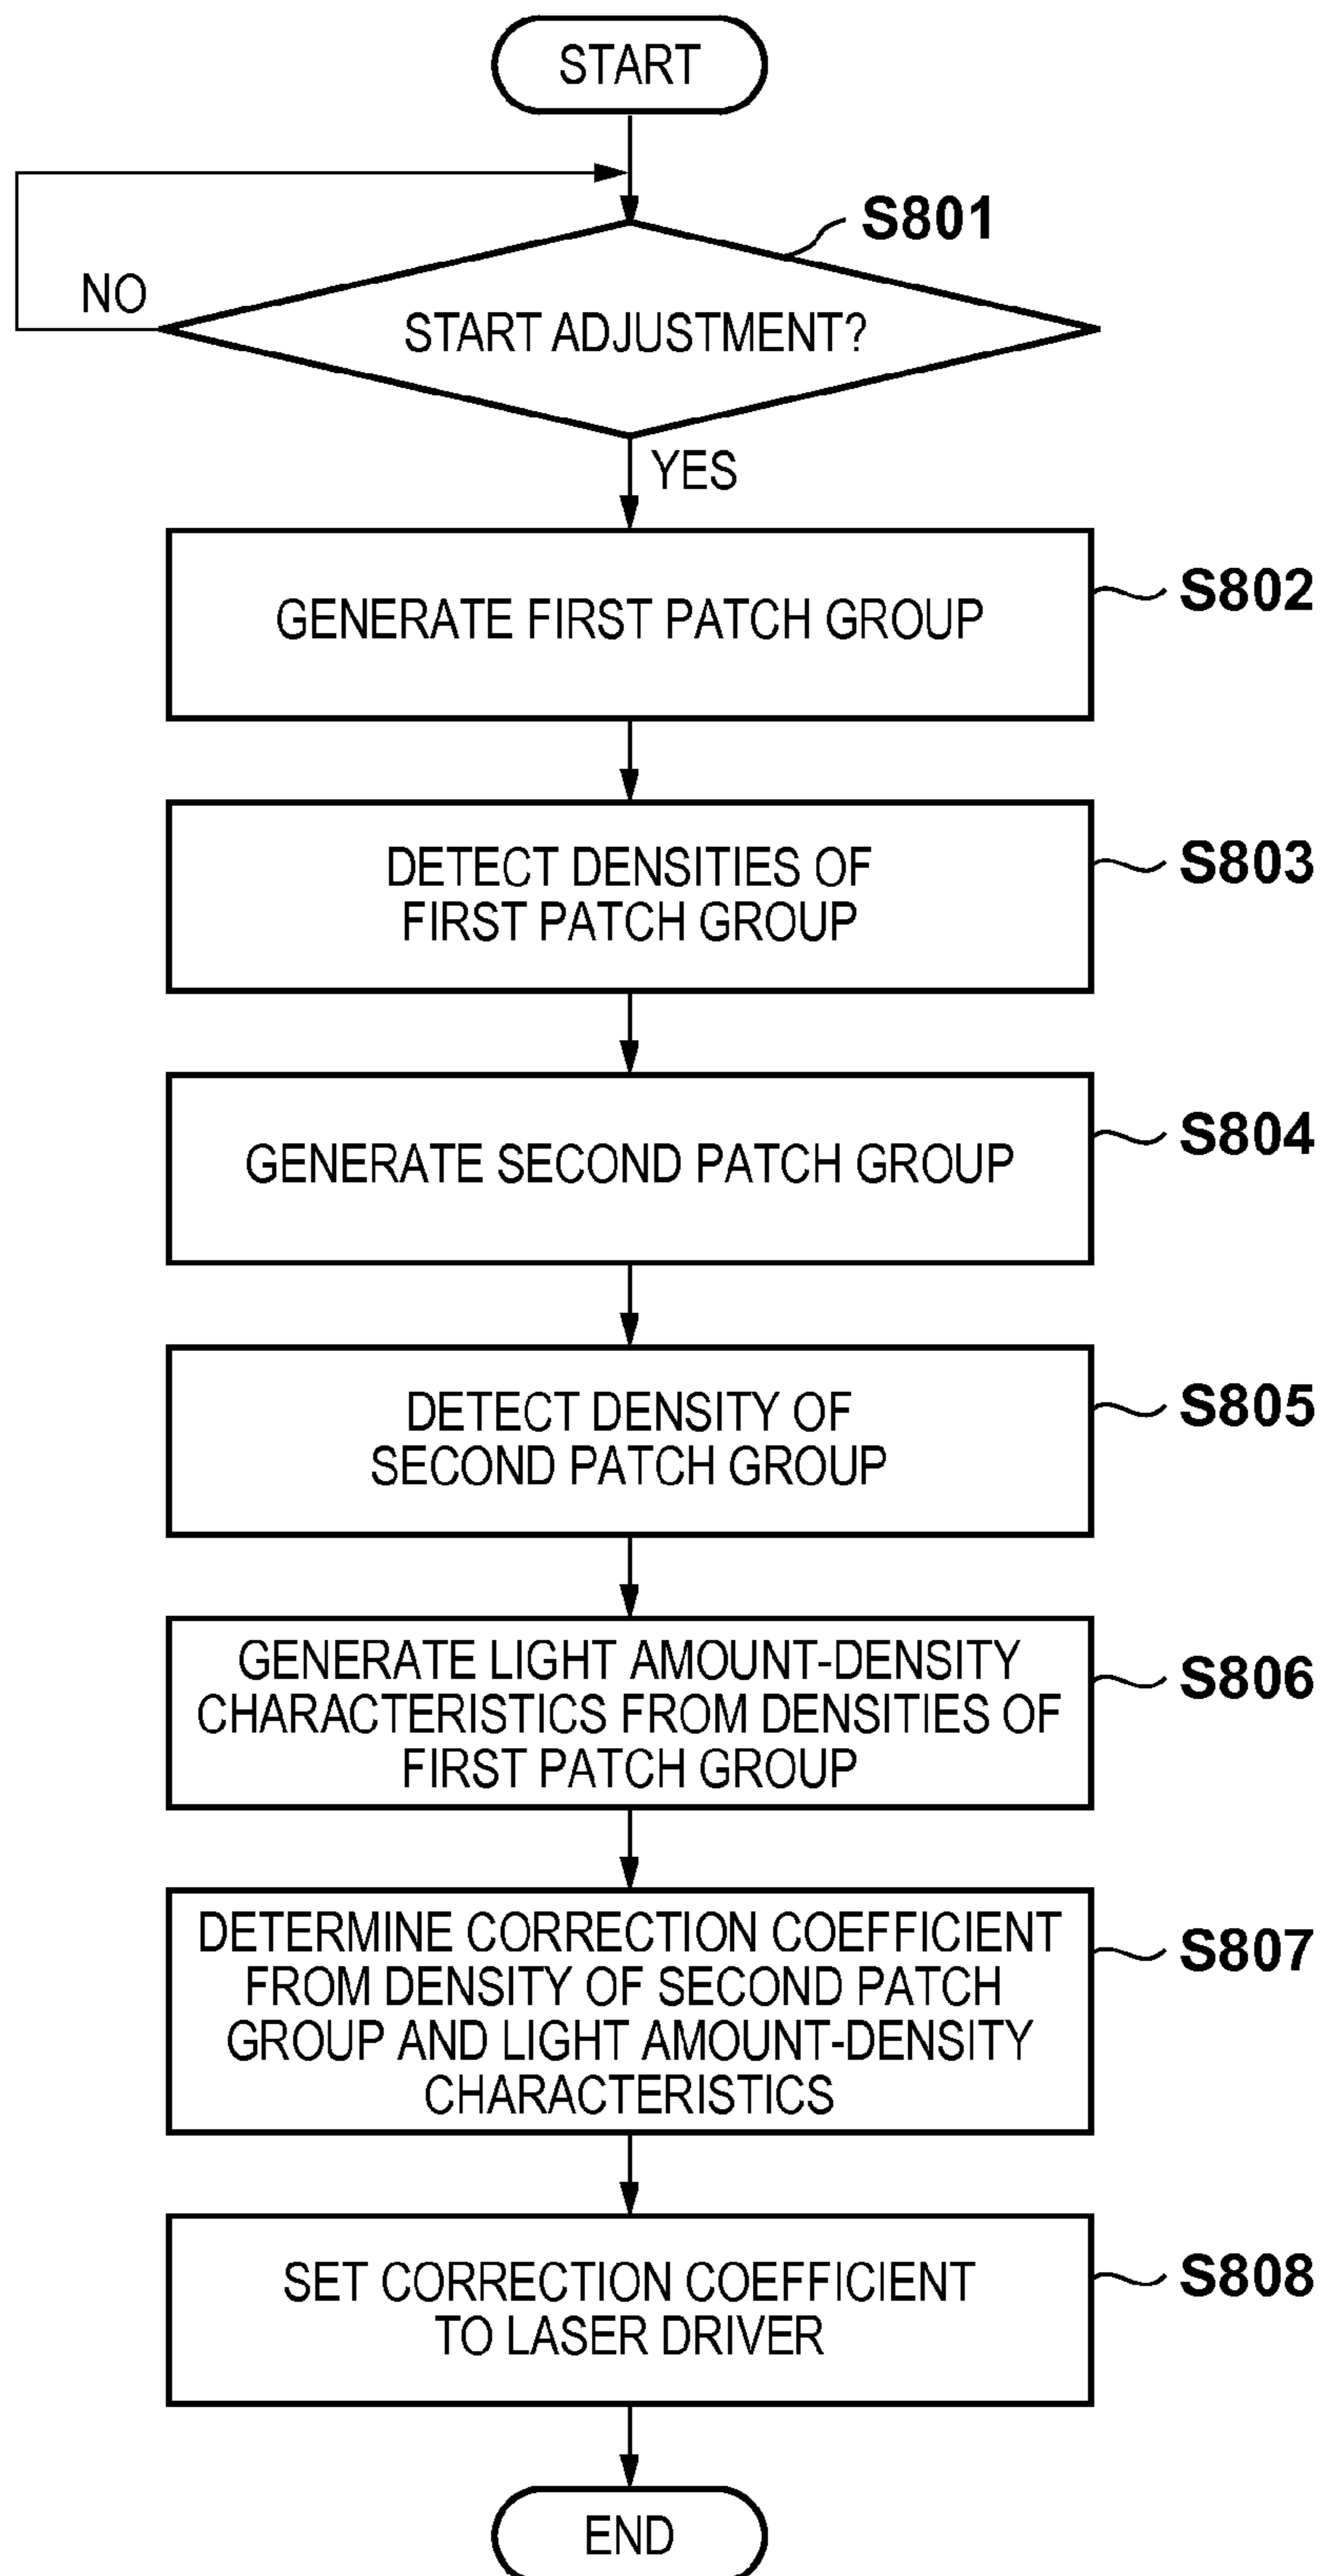 START
S801
START ADJUSTMENT?
NO
YES
GENERATE FIRST PATCH GROUP
S802
DETECT DENSITIES OF
FIRST PATCH GROUP
S803
GENERATE SECOND PATCH GROUP
S804
DETECT DENSITY OF
SECOND PATCH GROUP
S805
GENERATE LIGHT AMOUNT-DENSITY
CHARACTERISTICS FROM DENSITIES OF
FIRST PATCH GROUP
S806
DETERMINE CORRECTION COEFFICIENT
FROM DENSITY OF SECOND PATCH
GROUP AND LIGHT AMOUNT-DENSITY
CHARACTERISTICS
S807
SET CORRECTION COEFFICIENT
TO LASER DRIVER
S808
END